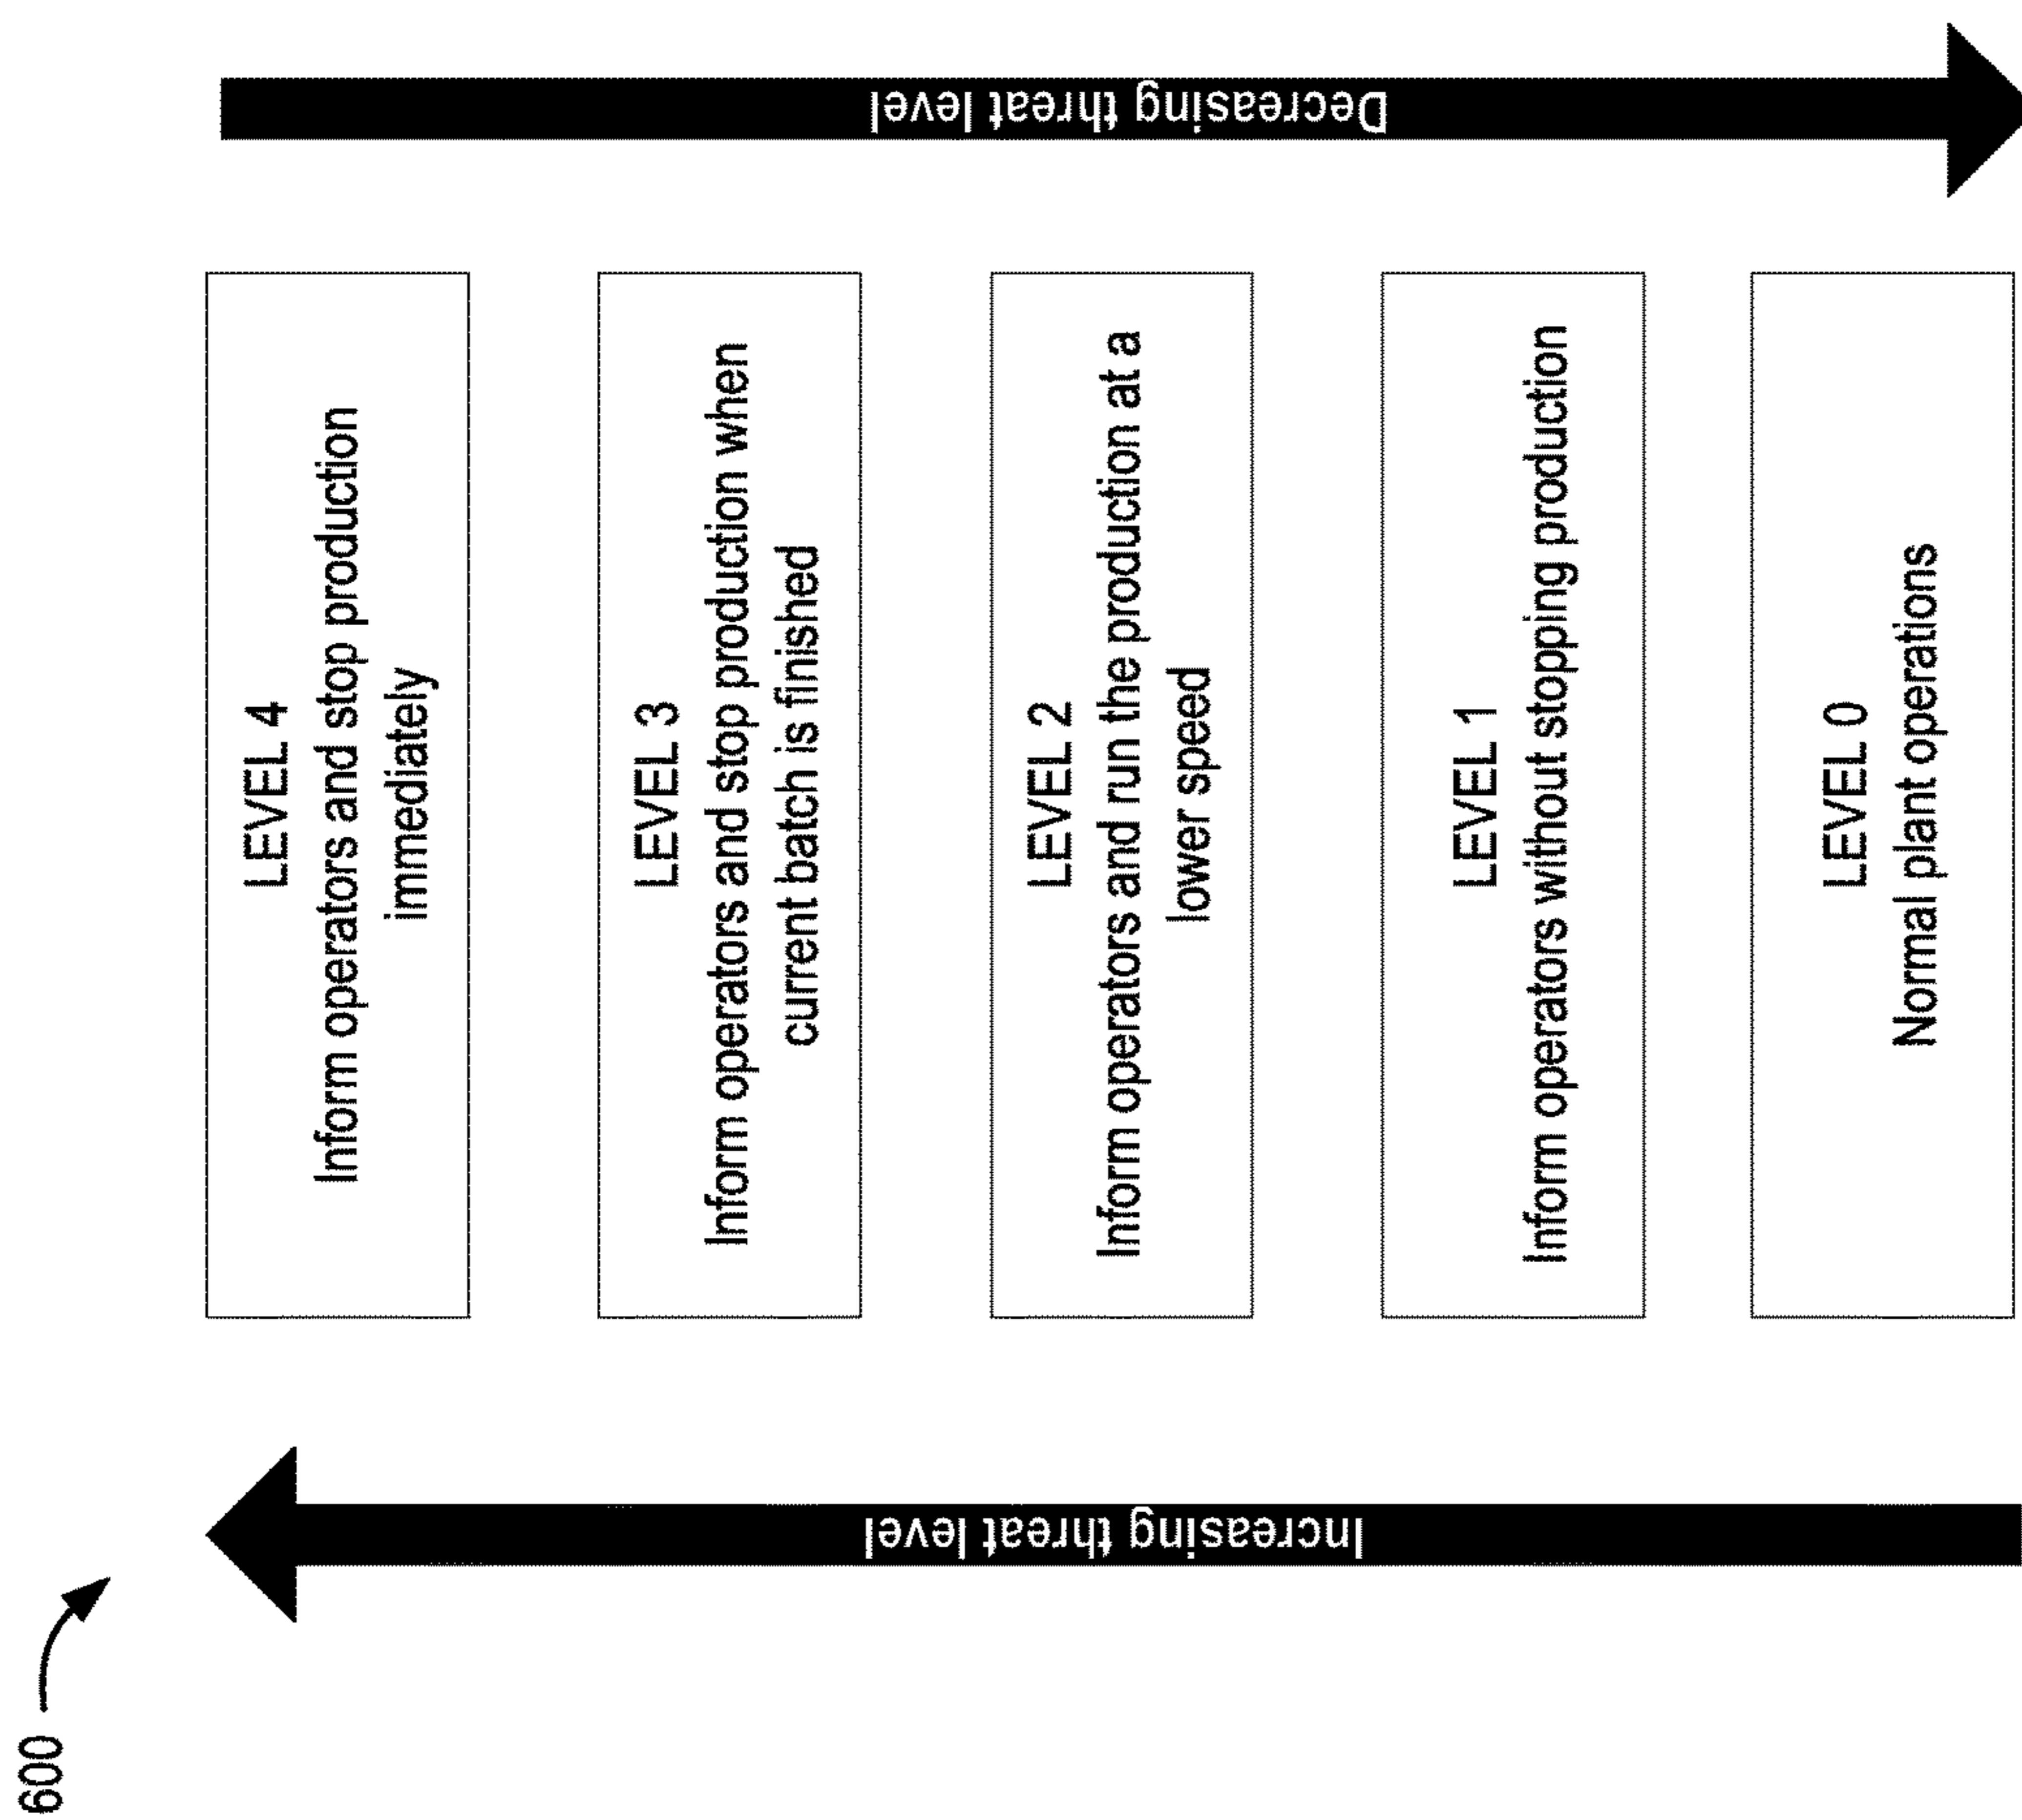 600
Increasing threat level
LEVEL 4
Inform operators and stop production
immediately
LEVEL 3
Inform operators and stop production when
current batch is finished
LEVEL 2
Inform operators and run the production at a
lower speed
LEVEL 1
Inform operators without stopping production
LEVEL 0
Normal plant operations
Decreasing threat level